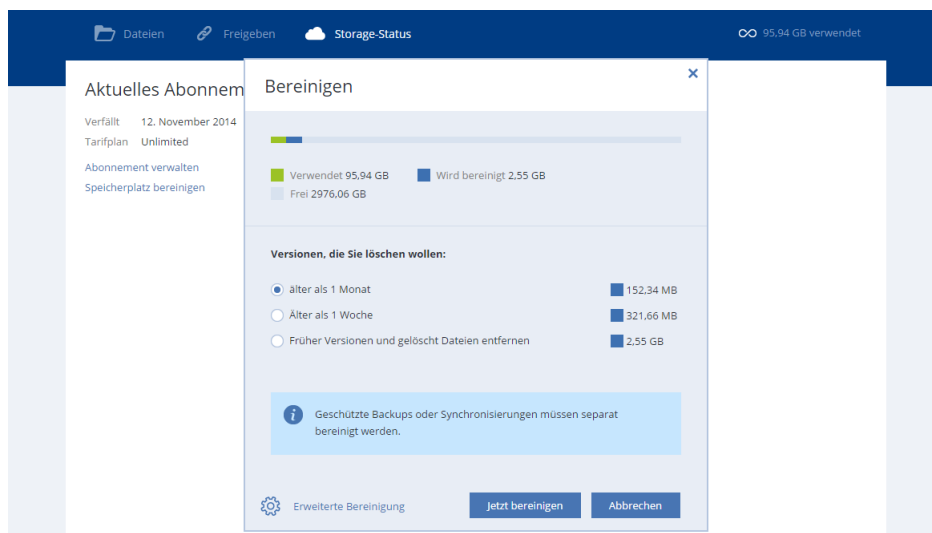 Dateien Freigeben Storage-Status 95,94 GB verwendet
Aktuelles Abonnem
Verfällt 12. November 2014
Tarifplan Unlimited
Abonnement verwalten
Speicherplatz bereinigen
Bereinigen
Verwendet 95,94 GB Wird bereinigt 2,55 GB
Frei 2976,06 GB
Versionen, die Sie löschen wollen:
älter als 1 Monat 152,34 MB
Älter als 1 Woche 321,66 MB
Früher Versionen und gelöscht Dateien entfernen 2,55 GB
Geschützte Backups oder Synchronisierungen müssen separat
bereinigt werden.
Erweiterte Bereinigung Jetzt bereinigen Abbrechen